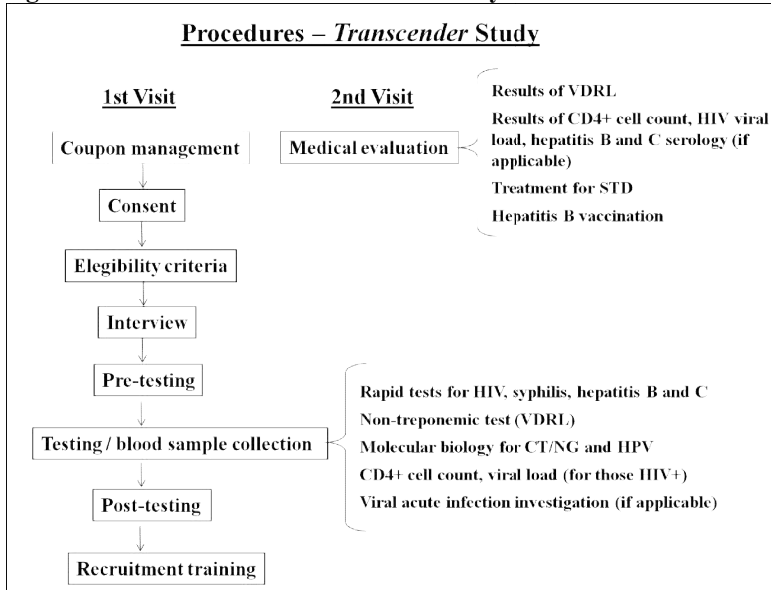 Procedures – Transcender Study
1st Visit
Coupon management
Consent
Elegibility criteria
Interview
Pre-testing
Testing / blood sample collection
Post-testing
Recruitment training
Rapid tests for HIV, syphilis, hepatitis B and C
Non-treponemic test (VDRL)
Molecular biology for CT/NG and HPV
CD4+ cell count, viral load (for those HIV+)
Viral acute infection investigation (if applicable)
2nd Visit
Medical evaluation
Results of VDRL
Results of CD4+ cell count, HIV viral
load, hepatitis B and C serology (if
applicable)
Treatment for STD
Hepatitis B vaccination